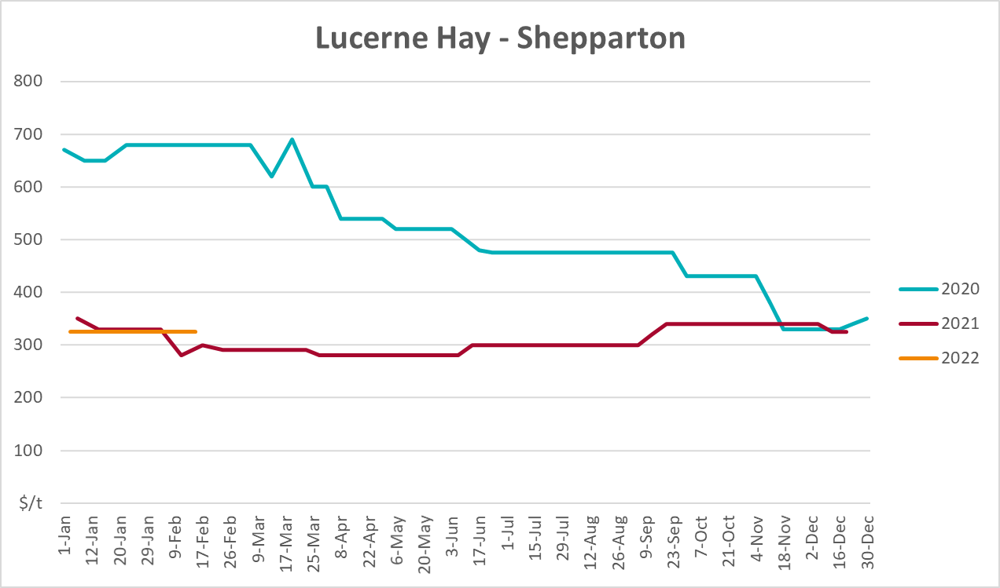 Lucerne Hay - Shepparton
800
700
600
500
400
300
200
100
$/t
1-Jan
12-Jan
20-Jan
29-Jan
9-Feb
17-Feb
26-Feb
9-Mar
17-Mar
25-Mar
8-Apr
22-Apr
6-May
20-May
3-Jun
17-Jun
1-Jul
15-Jul
29-Jul
12-Aug
26-Aug
9-Sep
23-Sep
7-Oct
21-Oct
4-Nov
18-Nov
2-Dec
16-Dec
30-Dec
2020
2021
2022